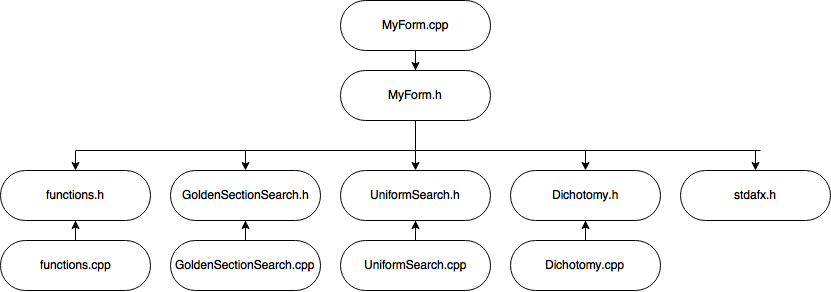 MyForm.cpp
MyForm.h
functions.h
GoldenSectionSearch.h
UniformSearch.h
Dichotomy.h
stdafx.h
functions.cpp
GoldenSectionSearch.cpp
UniformSearch.cpp
Dichotomy.cpp